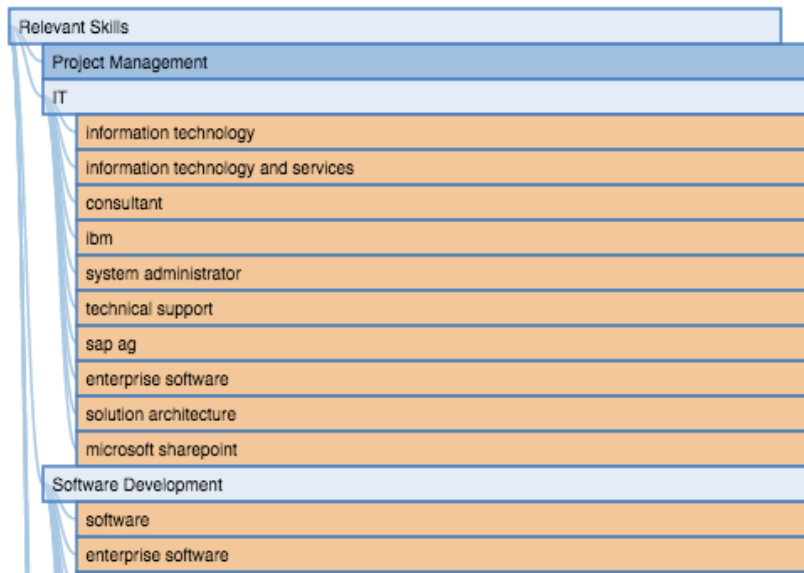 Relevant Skills
Project Management
IT
information technology
information technology and services
consultant
ibm
system administrator
technical support
sap ag
enterprise software
solution architecture
microsoft sharepoint
Software Development
software
enterprise software